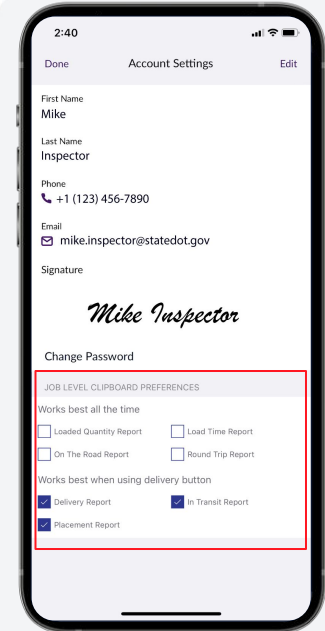 2:40
Done Account Settings Edit
First Name
Mike
Last Name
Inspector
Phone
+1 (123) 456-7890
Email
mike.inspector@statedot.gov
Signature
Mike Inspector
Change Password
JOB LEVEL CLIPBOARD PREFERENCES
Works best all the time
Loaded Quantity Report Load Time Report
On The Road Report Round Trip Report
Works best when using delivery button
Delivery Report In Transit Report
Placement Report